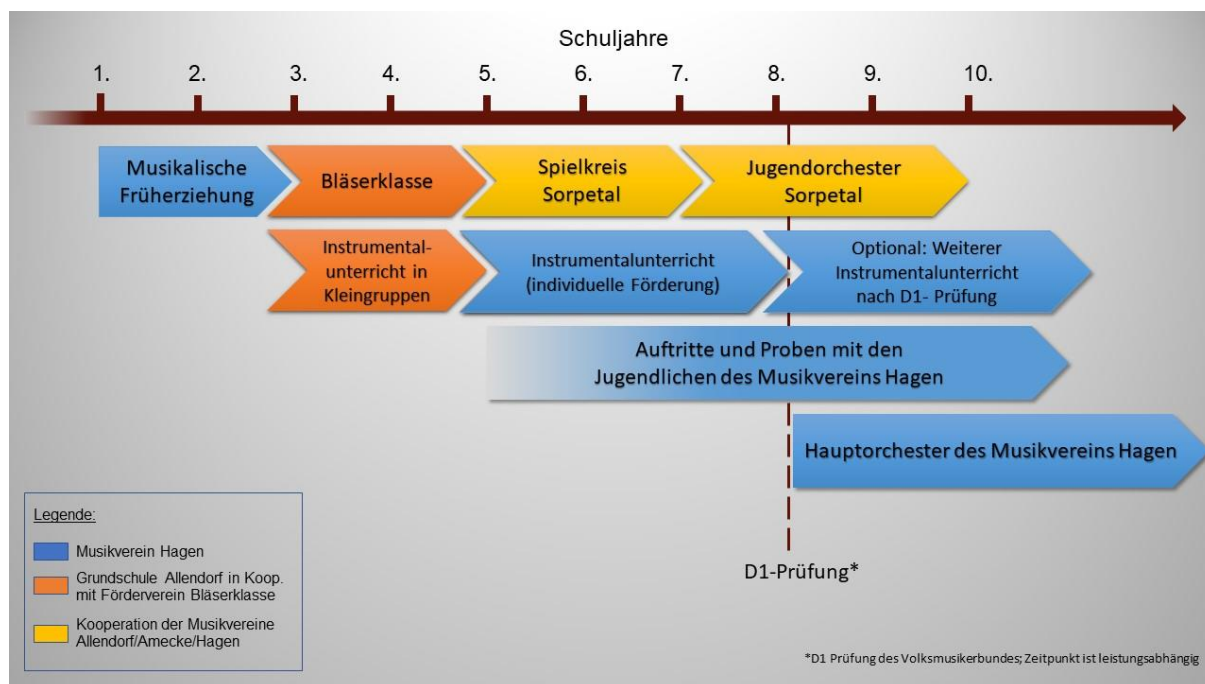 Schuljahre
1. 2. 3. 4. 5. 6. 7. 8. 9. 10.
Musikalische
Früherziehung
Bläserklasse
Spielkreis
Sorpetal
Jugendorchester
Sorpetal
Instrumental-
unterricht in
Kleingruppen
Instrumentalunterricht
(individuelle Förderung)
Optional: Weiterer
Instrumentalunterricht
nach D1- Prüfung
Auftritte und Proben mit den
Jugendlichen des Musikvereins Hagen
Hauptorchester des Musikvereins Hagen
D1-Prüfung*
Legende:
Musikverein Hagen
Grundschule Allendorf in Koop.
mit Förderverein Bläserklasse
Kooperation der Musikvereine
Allendorf/Amecke/Hagen
*D1 Prüfung des Volksmusikerbundes; Zeitpunkt ist leistungsabhängig